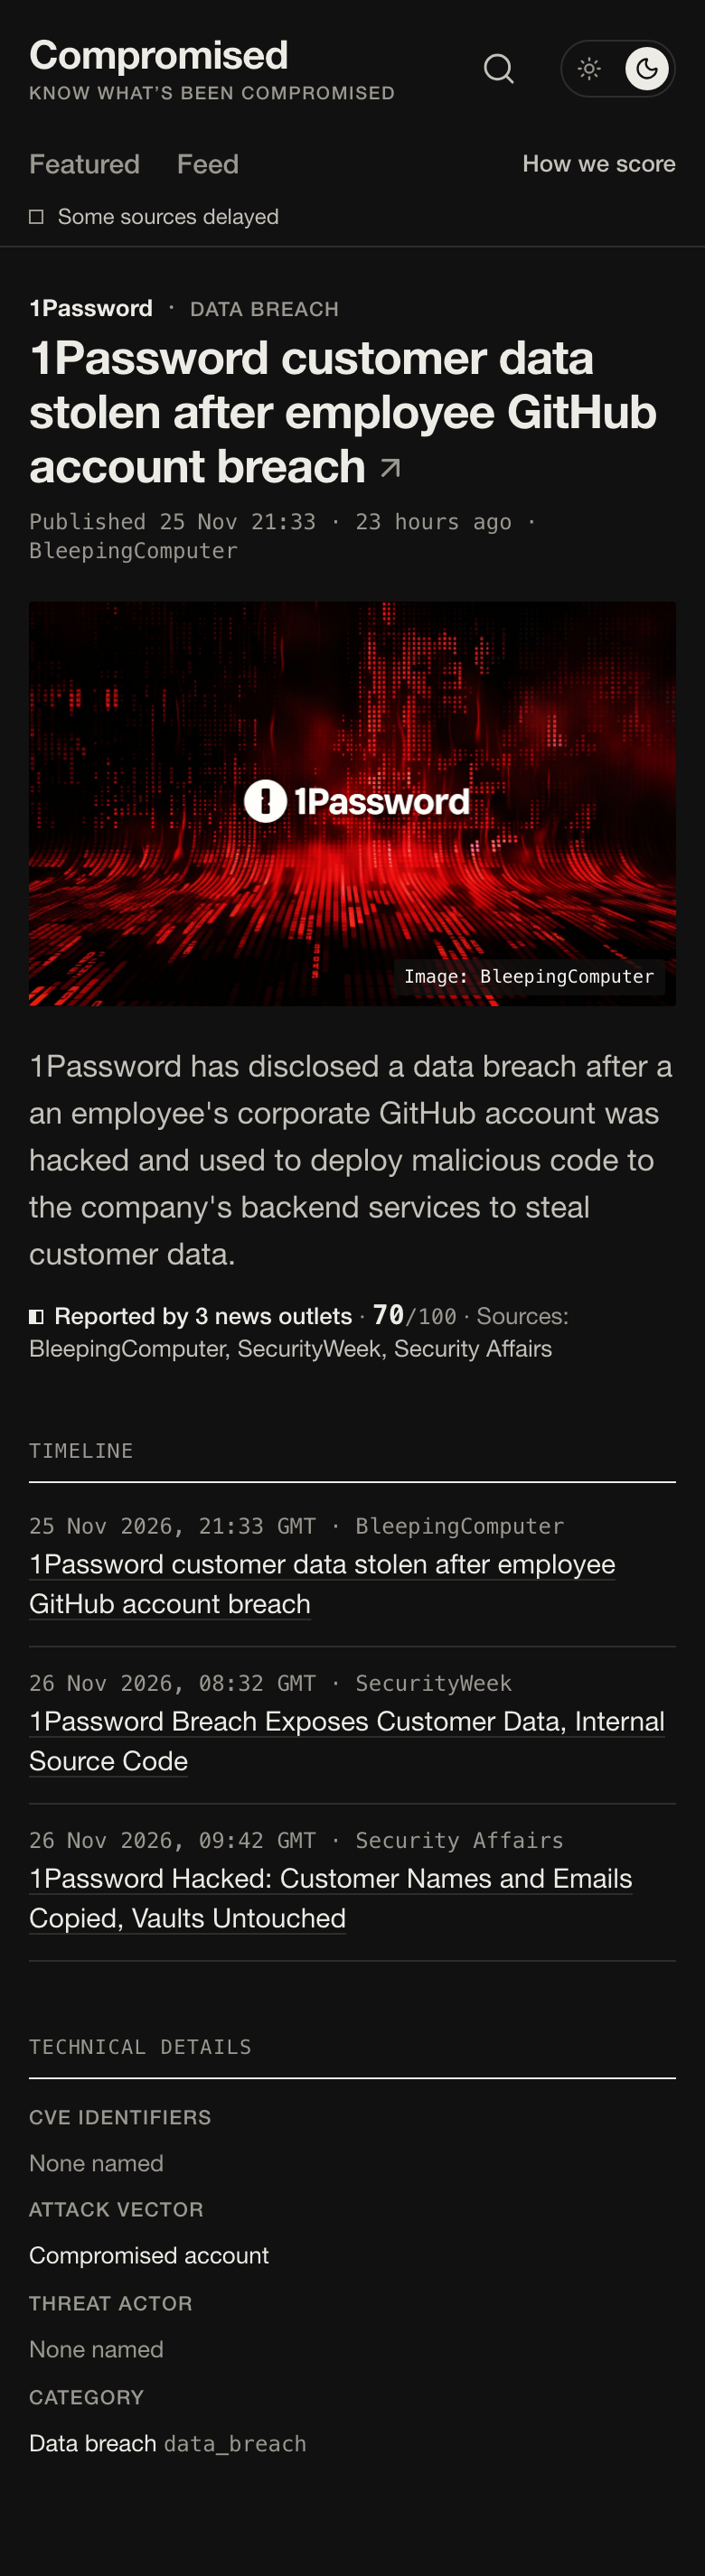 Compromised
KNOW WHAT’S BEEN COMPROMISED
Featured Feed How we score
Some sources delayed
1Password · DATA BREACH
1Password customer data
stolen after employee GitHub
account breach ↗
Published 25 Nov 21:33 · 23 hours ago ·
BleepingComputer
1Password
Image: BleepingComputer
1Password has disclosed a data breach after a
an employee's corporate GitHub account was
hacked and used to deploy malicious code to
the company's backend services to steal
customer data.
Reported by 3 news outlets · 70/100 · Sources:
BleepingComputer, SecurityWeek, Security Affairs
TIMELINE
25 Nov 2026, 21:33 GMT · BleepingComputer
1Password customer data stolen after employee
GitHub account breach
26 Nov 2026, 08:32 GMT · SecurityWeek
1Password Breach Exposes Customer Data, Internal
Source Code
26 Nov 2026, 09:42 GMT · Security Affairs
1Password Hacked: Customer Names and Emails
Copied, Vaults Untouched
TECHNICAL DETAILS
CVE IDENTIFIERS
None named
ATTACK VECTOR
Compromised account
THREAT ACTOR
None named
CATEGORY
Data breach data_breach